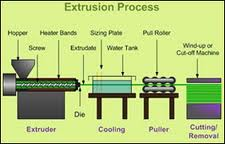 Extrusion Process
Hopper
Heater Bands
Sizing Plate
Pull Roller
Wind-up or
Cut-off Machine
Screw
Extrudate
Water Tank
Die
Extruder
Cooling
Puller
Cutting/
Removal